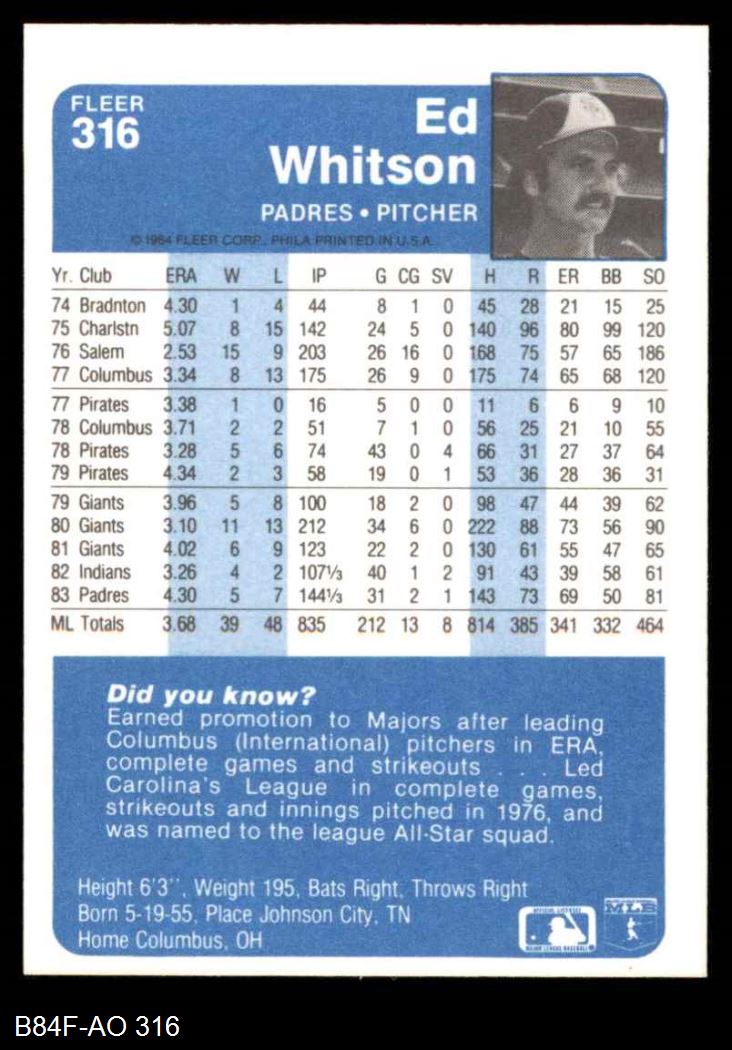 FLEER
316
Ed
Whitson
PADRES • PITCHER
© 1984 FLEER CORP., PHILA PRINTED IN U.S.A.
Yr. Club ERA W L IP G CG SV H R ER BB SO
74 Bradnton 4.30 1 4 44 8 1 0 45 28 21 15 25
75 Charlstn 5.07 8 15 142 24 5 0 140 96 80 99 120
76 Salem 2.53 15 9 203 26 16 0 168 75 57 65 186
77 Columbus 3.34 8 13 175 26 9 0 175 74 65 68 120
77 Pirates 3.38 1 0 16 5 0 0 11 6 6 9 10
78 Columbus 3.71 2 2 51 7 1 0 56 25 21 10 55
78 Pirates 3.28 5 6 74 43 0 4 66 31 27 37 64
79 Pirates 4.34 2 3 58 19 0 1 53 36 28 36 31
79 Giants 3.96 5 8 100 18 2 0 98 47 44 39 62
80 Giants 3.10 11 13 212 34 6 0 222 88 73 56 90
81 Giants 4.02 6 9 123 22 2 0 130 61 55 47 65
82 Indians 3.26 4 2 107⅓ 40 1 2 91 43 39 58 61
83 Padres 4.30 5 7 144⅓ 31 2 1 143 73 69 50 81
ML Totals 3.68 39 48 835 212 13 8 814 385 341 332 464
Did you know?
Earned promotion to Majors after leading
Columbus (International) pitchers in ERA,
complete games and strikeouts . . . Led
Carolina's League in complete games,
strikeouts and innings pitched in 1976, and
was named to the league All-Star squad.
Height 6'3'', Weight 195, Bats Right, Throws Right
Born 5-19-55, Place Johnson City, TN
Home Columbus, OH
MAJOR LEAGUE BASEBALL
B84F-AO 316